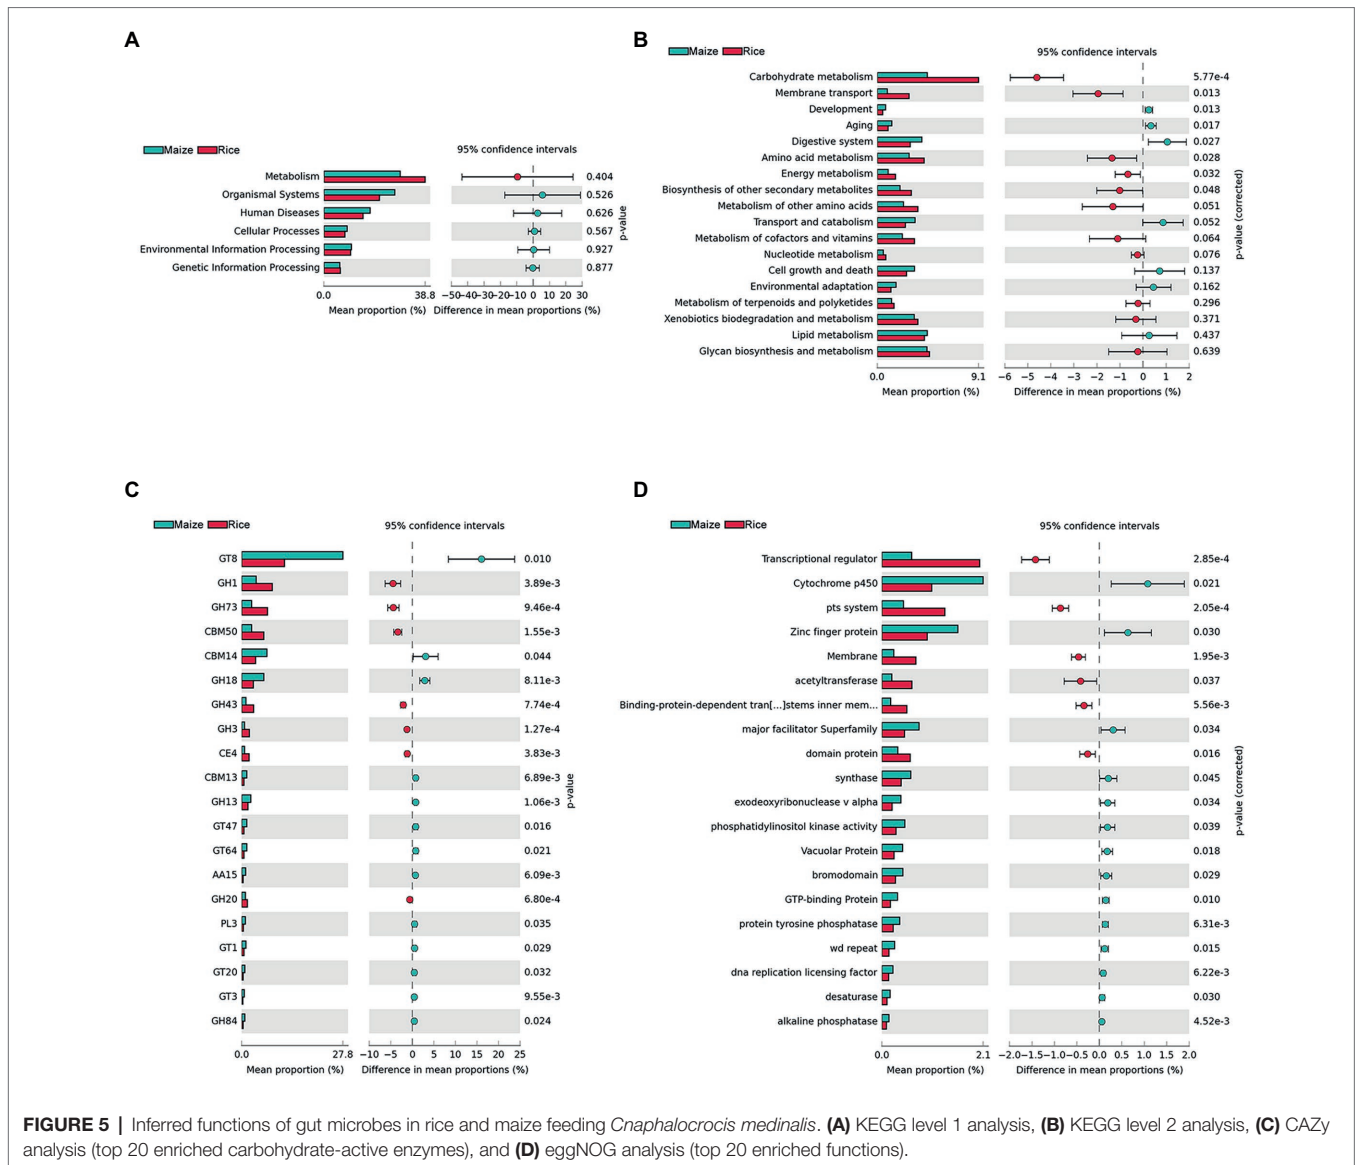 A
Maize Rice
95% confidence intervals
Metabolism 0.404
Organismal Systems 0.526
Human Diseases 0.626
Cellular Processes 0.567
Environmental Information Processing 0.927
Genetic Information Processing 0.877
p-value
0.0 38.8 −50−40−30−20−10 0 10 20 30
Mean proportion (%) Difference in mean proportions (%)
B
Maize Rice
95% confidence intervals
Carbohydrate metabolism 5.77e-4
Membrane transport 0.013
Development 0.013
Aging 0.017
Digestive system 0.027
Amino acid metabolism 0.028
Energy metabolism 0.032
Biosynthesis of other secondary metabolites 0.048
Metabolism of other amino acids 0.051
Transport and catabolism 0.052
Metabolism of cofactors and vitamins 0.064
Nucleotide metabolism 0.076
Cell growth and death 0.137
Environmental adaptation 0.162
Metabolism of terpenoids and polyketides 0.296
Xenobiotics biodegradation and metabolism 0.371
Lipid metabolism 0.437
Glycan biosynthesis and metabolism 0.639
p-value (corrected)
0.0 9.1 −6 −5 −4 −3 −2 −1 0 1 2
Mean proportion (%) Difference in mean proportions (%)
C
Maize Rice
95% confidence intervals
GT8 0.010
GH1 3.89e-3
GH73 9.46e-4
CBM50 1.55e-3
CBM14 0.044
GH18 8.11e-3
GH43 7.74e-4
GH3 1.27e-4
CE4 3.83e-3
CBM13 6.89e-3
GH13 1.06e-3
GT47 0.016
GT64 0.021
AA15 6.09e-3
GH20 6.80e-4
PL3 0.035
GT1 0.029
GT20 0.032
GT3 9.55e-3
GH84 0.024
p-value
0.0 27.8 −10 −5 0 5 10 15 20 25
Mean proportion (%) Difference in mean proportions (%)
D
Maize Rice
95% confidence intervals
Transcriptional regulator 2.85e-4
Cytochrome p450 0.021
pts system 2.05e-4
Zinc finger protein 0.030
Membrane 1.95e-3
acetyltransferase 0.037
Binding-protein-dependent tran[...]stems inner mem... 5.56e-3
major facilitator Superfamily 0.034
domain protein 0.016
synthase 0.045
exodeoxyribonuclease v alpha 0.034
phosphatidylinositol kinase activity 0.039
Vacuolar Protein 0.018
bromodomain 0.029
GTP-binding Protein 0.010
protein tyrosine phosphatase 6.31e-3
wd repeat 0.015
dna replication licensing factor 6.22e-3
desaturase 0.030
alkaline phosphatase 4.52e-3
p-value (corrected)
0.0 2.1 −2.0−1.5−1.0−0.5 0.0 0.5 1.0 1.5 2.0
Mean proportion (%) Difference in mean proportions (%)
FIGURE 5 | Inferred functions of gut microbes in rice and maize feeding Cnaphalocrocis medinalis. (A) KEGG level 1 analysis, (B) KEGG level 2 analysis, (C) CAZy
analysis (top 20 enriched carbohydrate-active enzymes), and (D) eggNOG analysis (top 20 enriched functions).